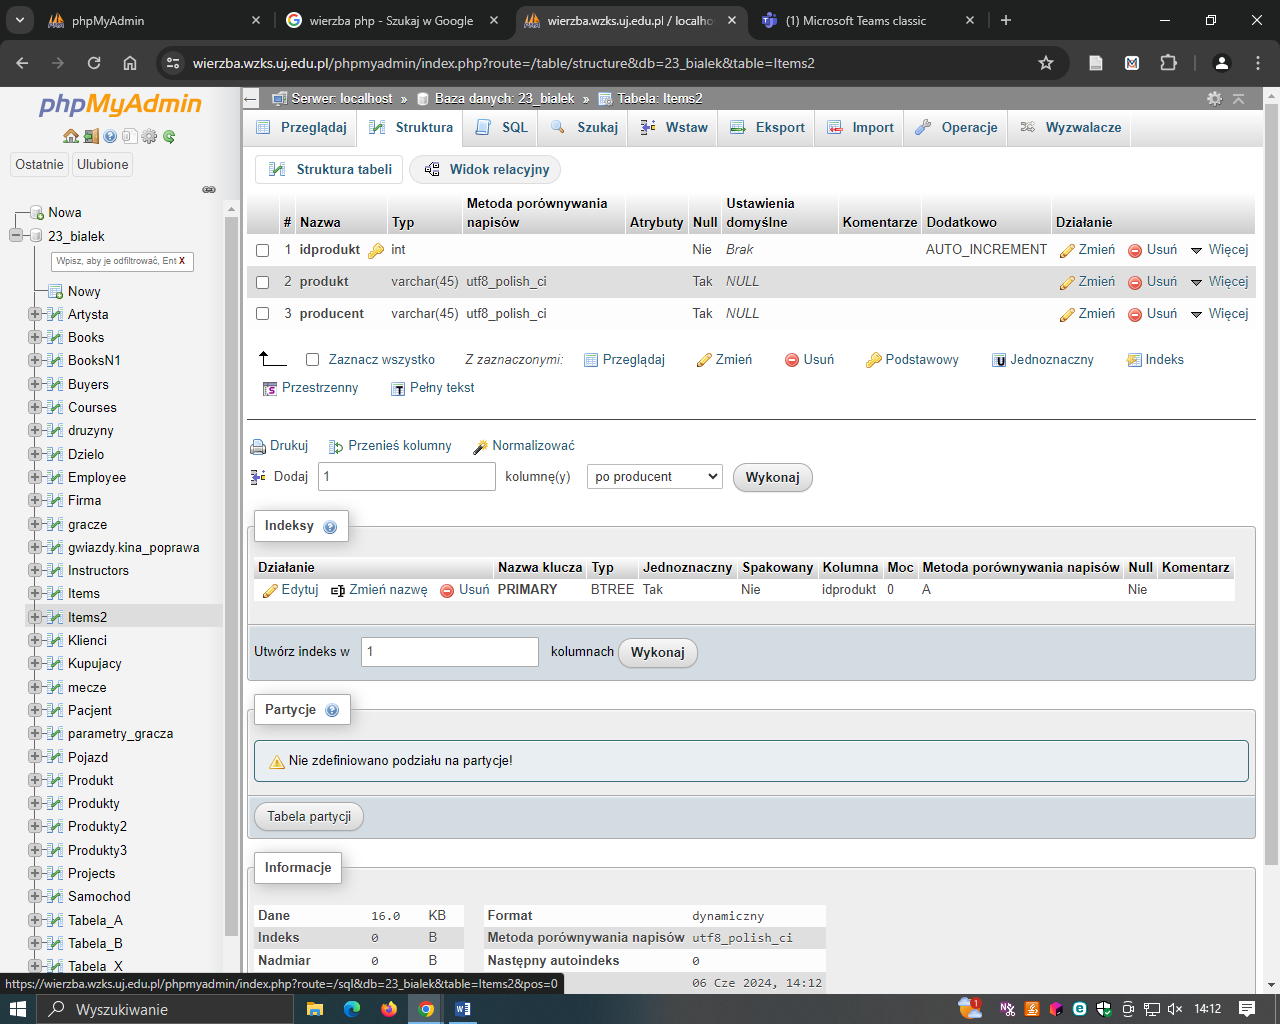 phpMyAdmin
wierzba php - Szukaj w Google
wierzba.wzks.uj.edu.pl / localho
(1) Microsoft Teams classic
wierzba.wzks.uj.edu.pl/phpmyadmin/index.php?route=/table/structure&db=23_bialek&table=Items2
phpMyAdmin
Ostatnie
Ulubione
Nowa
23_bialek
Wpisz, aby je odfiltrować, Ent X
Nowy
Artysta
Books
BooksN1
Buyers
Courses
druzyny
Dzielo
Employee
Firma
gracze
gwiazdy.kina_poprawa
Instructors
Items
Items2
Klienci
Kupujacy
mecze
Pacjent
parametry_gracza
Pojazd
Produkt
Produkty
Produkty2
Produkty3
Projects
Samochod
Tabela_A
Tabela_B
Tabela_X
Serwer: localhost » Baza danych: 23_bialek » Tabela: Items2
Przeglądaj Struktura SQL Szukaj Wstaw Eksport Import Operacje Wyzwalacze
Struktura tabeli Widok relacyjny
# Nazwa Typ Metoda porównywania napisów Atrybuty Null Ustawienia domyślne Komentarze Dodatkowo Działanie
1 idprodukt int Nie Brak AUTO_INCREMENT Zmień Usuń Więcej
2 produkt varchar(45) utf8_polish_ci Tak NULL Zmień Usuń Więcej
3 producent varchar(45) utf8_polish_ci Tak NULL Zmień Usuń Więcej
Zaznacz wszystko Z zaznaczonymi: Przeglądaj Zmień Usuń Podstawowy Jednoznaczny Indeks
Przestrzenny Pełny tekst
Drukuj Przenieś kolumny Normalizować
Dodaj 1 kolumnę(y) po producent Wykonaj
Indeksy
Działanie Nazwa klucza Typ Jednoznaczny Spakowany Kolumna Moc Metoda porównywania napisów Null Komentarz
Edytuj Zmień nazwę Usuń PRIMARY BTREE Tak Nie idprodukt 0 A Nie
Utwórz indeks w 1 kolumnach Wykonaj
Partycje
Nie zdefiniowano podziału na partycje!
Tabela partycji
Informacje
Dane 16.0 KB
Indeks 0 B
Nadmiar 0 B
Format dynamiczny
Metoda porównywania napisów utf8_polish_ci
Następny autoindeks 0
06 Cze 2024, 14:12
https://wierzba.wzks.uj.edu.pl/phpmyadmin/index.php?route=/sql&db=23_bialek&table=Items2&pos=0
Wyszukiwanie
14:12